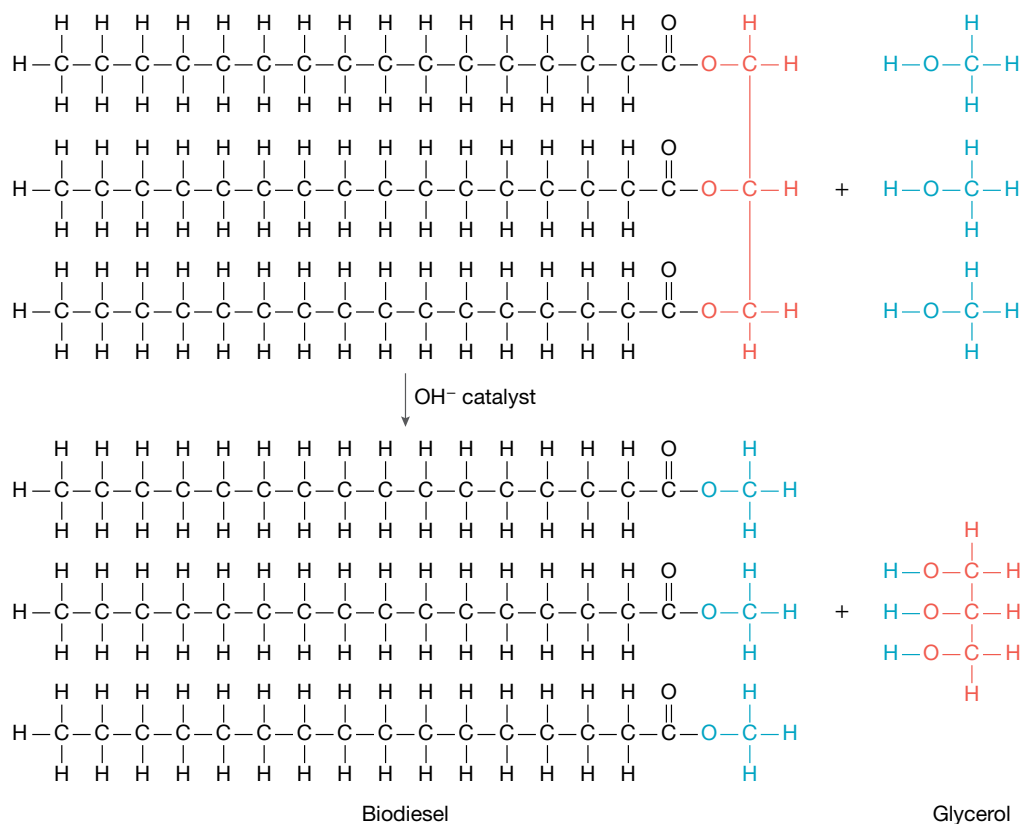 H H H H H H H H H H H H H H H O H H
H–C–C–C–C–C–C–C–C–C–C–C–C–C–C–C–C–O–C–H H–O–C–H
H H H H H H H H H H H H H H H H
H H H H H H H H H H H H H H H O H
H–C–C–C–C–C–C–C–C–C–C–C–C–C–C–C–C–O–C–H + H–O–C–H
H H H H H H H H H H H H H H H H
H H H H H H H H H H H H H H H O H
H–C–C–C–C–C–C–C–C–C–C–C–C–C–C–C–C–O–C–H H–O–C–H
H H H H H H H H H H H H H H H H H
OH− catalyst
H H H H H H H H H H H H H H H O H
H–C–C–C–C–C–C–C–C–C–C–C–C–C–C–C–C–O–C–H
H H H H H H H H H H H H H H H H H
H H H H H H H H H H H H H H H O H H–O–C–H
H–C–C–C–C–C–C–C–C–C–C–C–C–C–C–C–C–O–C–H + H–O–C–H
H H H H H H H H H H H H H H H H H–O–C–H
H H H H H H H H H H H H H H H O H H
H–C–C–C–C–C–C–C–C–C–C–C–C–C–C–C–C–O–C–H
H H H H H H H H H H H H H H H H
Biodiesel Glycerol